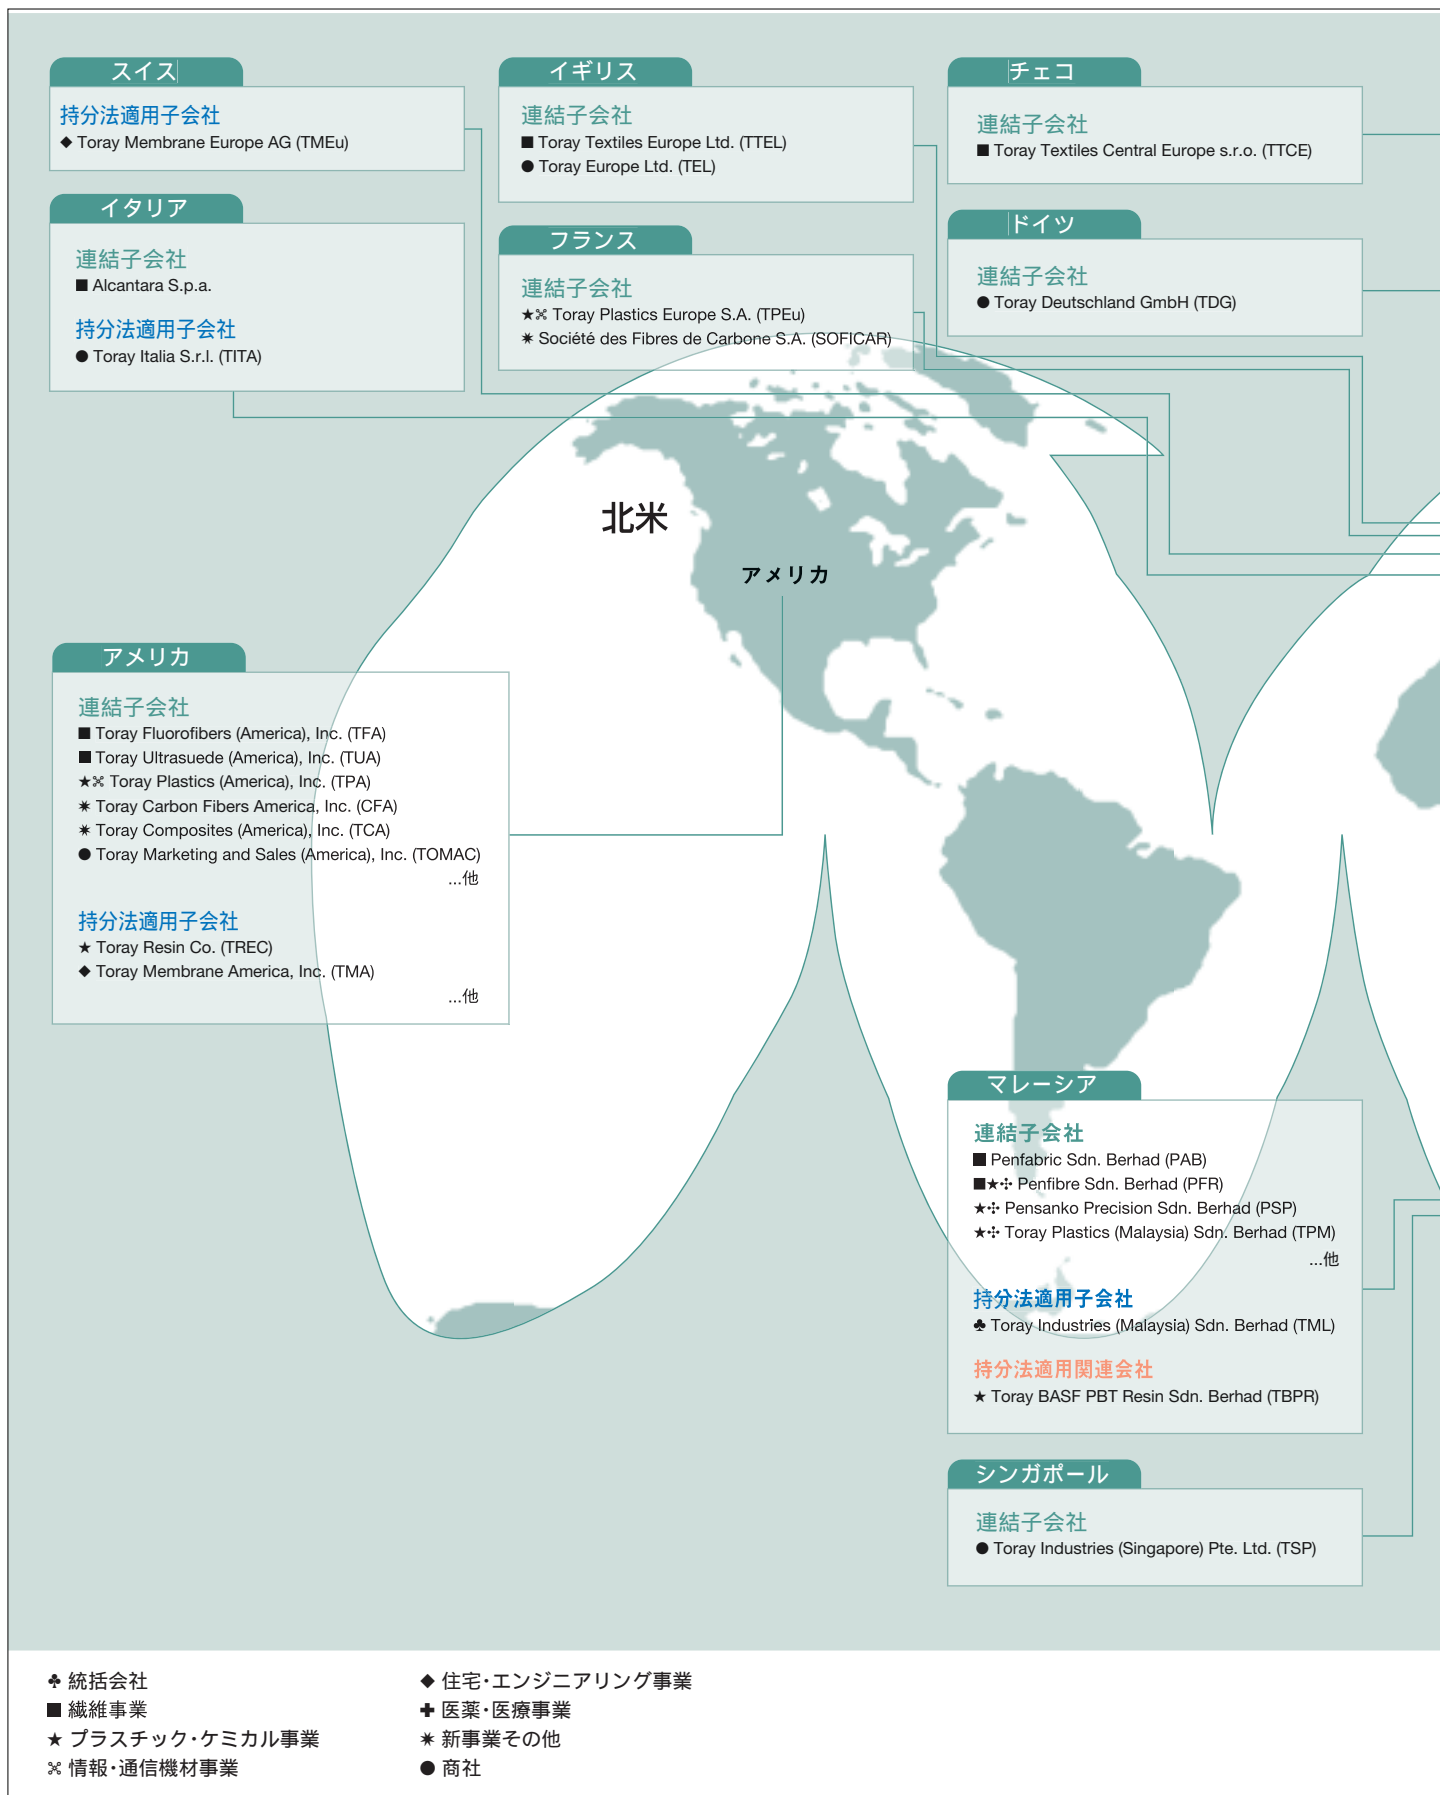 スイス
持分法適用子会社
◆ Toray Membrane Europe AG (TMEu)
イタリア
連結子会社
■ Alcantara S.p.a.
持分法適用子会社
● Toray Italia S.r.l. (TITA)
イギリス
連結子会社
■ Toray Textiles Europe Ltd. (TTEL)
● Toray Europe Ltd. (TEL)
フランス
連結子会社
★⌘ Toray Plastics Europe S.A. (TPEu)
✷ Société des Fibres de Carbone S.A. (SOFICAR)
チェコ
連結子会社
■ Toray Textiles Central Europe s.r.o. (TTCE)
ドイツ
連結子会社
● Toray Deutschland GmbH (TDG)
北米
アメリカ
アメリカ
連結子会社
■ Toray Fluorofibers (America), Inc. (TFA)
■ Toray Ultrasuede (America), Inc. (TUA)
★⌘ Toray Plastics (America), Inc. (TPA)
✷ Toray Carbon Fibers America, Inc. (CFA)
✷ Toray Composites (America), Inc. (TCA)
● Toray Marketing and Sales (America), Inc. (TOMAC)
...他
持分法適用子会社
★ Toray Resin Co. (TREC)
◆ Toray Membrane America, Inc. (TMA)
...他
マレーシア
連結子会社
■ Penfabric Sdn. Berhad (PAB)
■★✣ Penfibre Sdn. Berhad (PFR)
★✣ Pensanko Precision Sdn. Berhad (PSP)
★✣ Toray Plastics (Malaysia) Sdn. Berhad (TPM)
...他
持分法適用子会社
♣ Toray Industries (Malaysia) Sdn. Berhad (TML)
持分法適用関連会社
★ Toray BASF PBT Resin Sdn. Berhad (TBPR)
シンガポール
連結子会社
● Toray Industries (Singapore) Pte. Ltd. (TSP)
♣ 統括会社
■ 繊維事業
★ プラスチック・ケミカル事業
⌘ 情報・通信機材事業
◆ 住宅・エンジニアリング事業
✚ 医薬・医療事業
✷ 新事業その他
● 商社